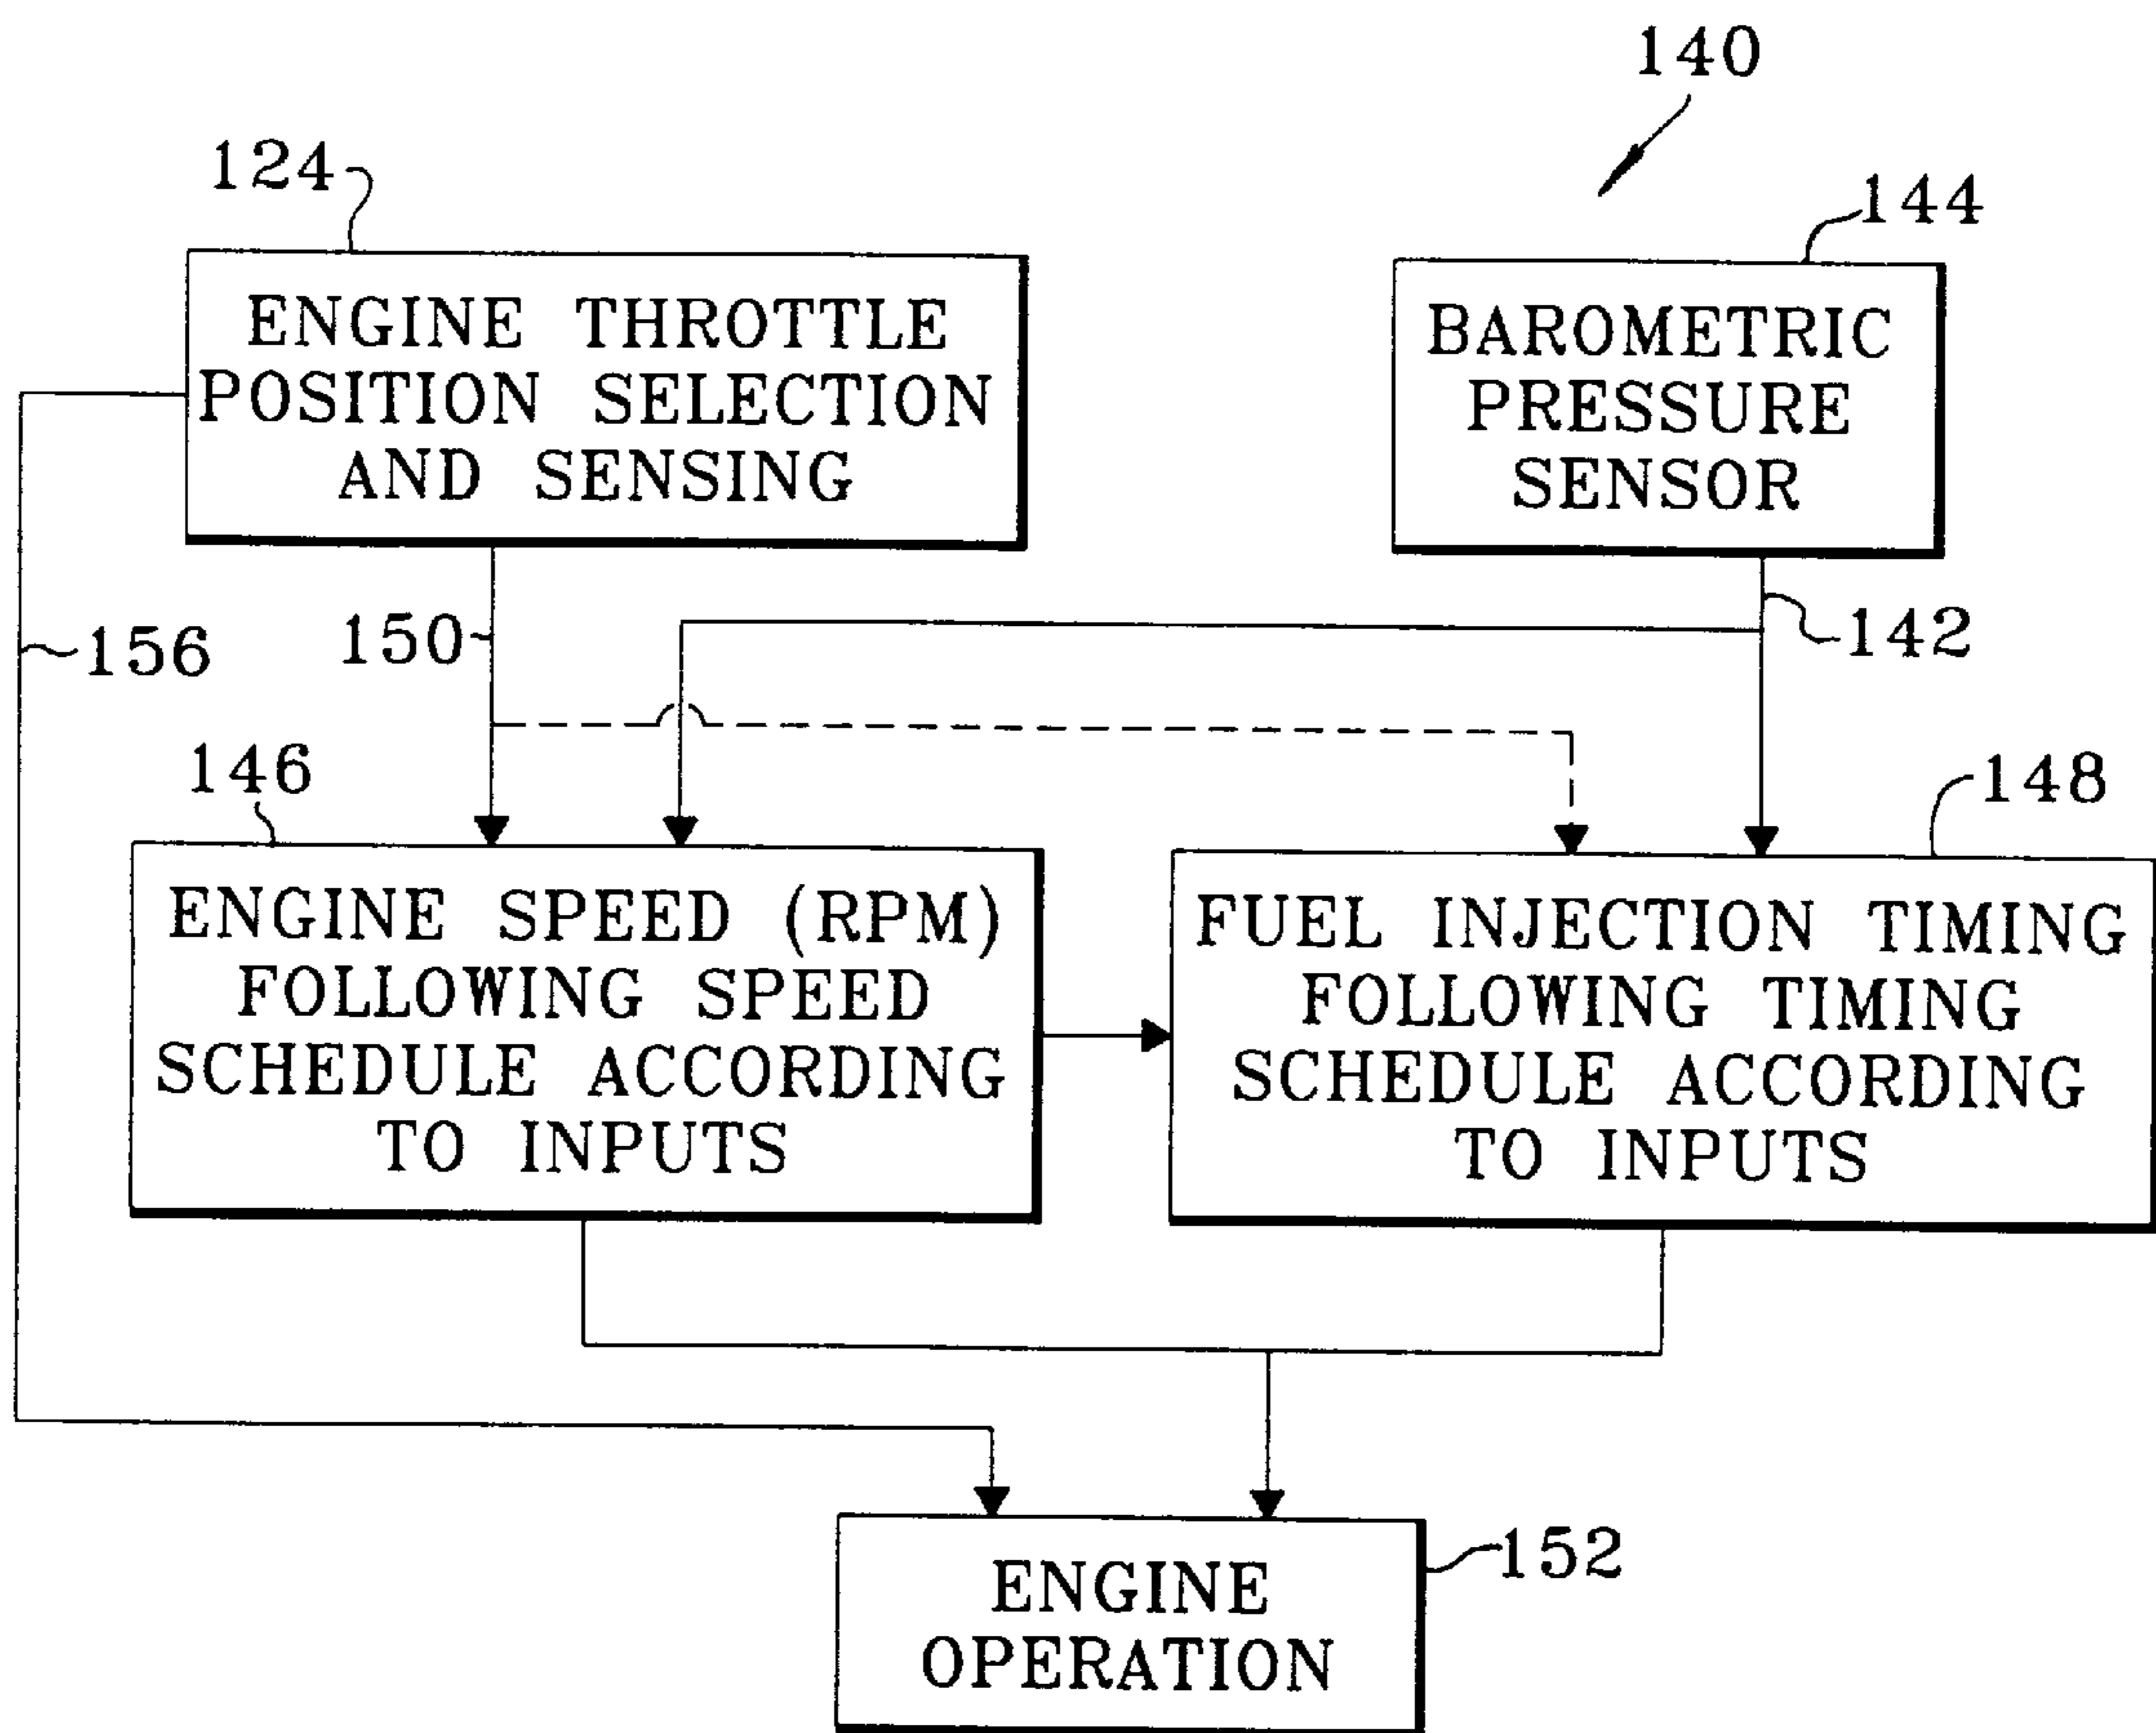 140
124
144
ENGINE THROTTLE
POSITION SELECTION
AND SENSING
BAROMETRIC
PRESSURE
SENSOR
156
150
142
146
148
ENGINE SPEED (RPM)
FOLLOWING SPEED
SCHEDULE ACCORDING
TO INPUTS
FUEL INJECTION TIMING
FOLLOWING TIMING
SCHEDULE ACCORDING
TO INPUTS
152
ENGINE
OPERATION